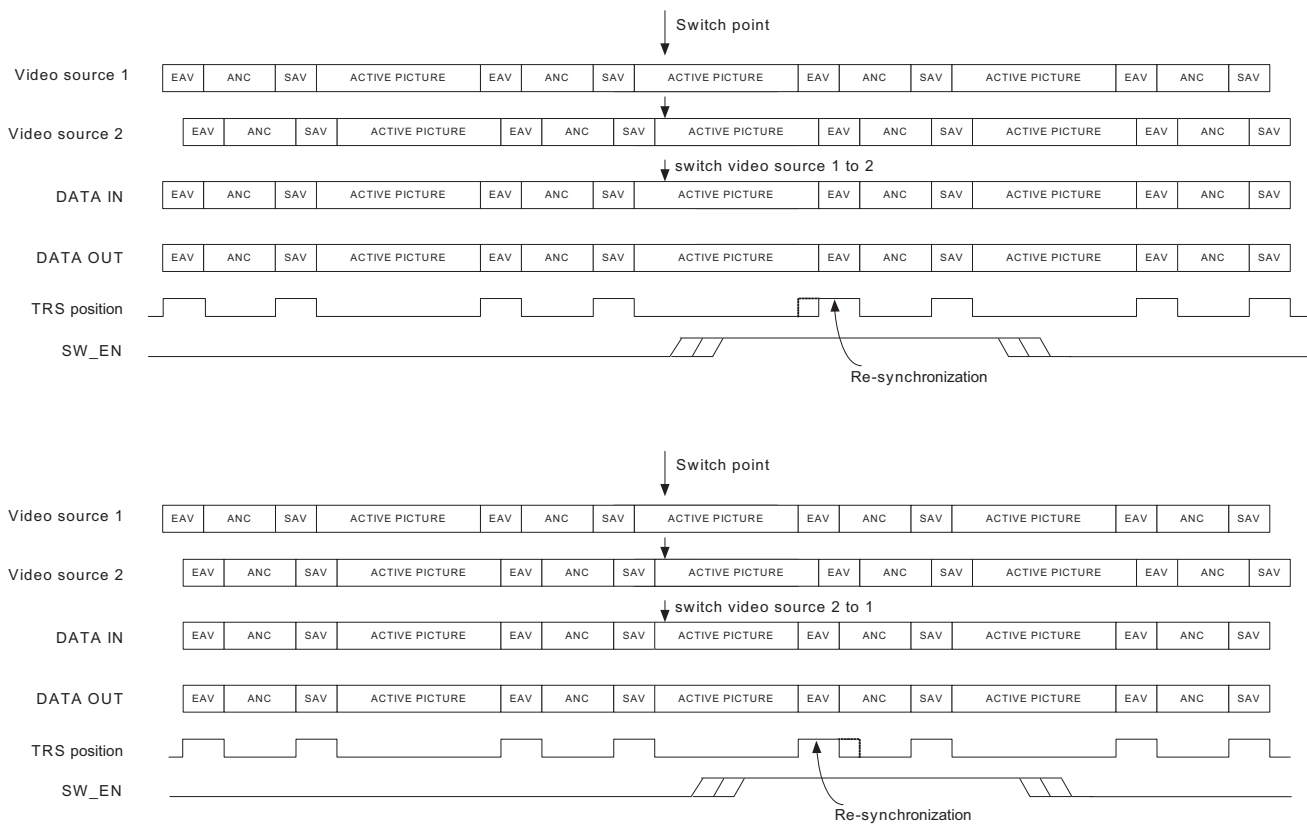 Switch point
Video source 1 EAV ANC SAV ACTIVE PICTURE EAV ANC SAV ACTIVE PICTURE EAV ANC SAV ACTIVE PICTURE EAV ANC SAV
Video source 2 EAV ANC SAV ACTIVE PICTURE EAV ANC SAV ACTIVE PICTURE EAV ANC SAV ACTIVE PICTURE EAV ANC SAV
switch video source 1 to 2
DATA IN EAV ANC SAV ACTIVE PICTURE EAV ANC SAV ACTIVE PICTURE EAV ANC SAV ACTIVE PICTURE EAV ANC SAV
DATA OUT EAV ANC SAV ACTIVE PICTURE EAV ANC SAV ACTIVE PICTURE EAV ANC SAV ACTIVE PICTURE EAV ANC SAV
TRS position
SW_EN
Re-synchronization
Switch point
Video source 1 EAV ANC SAV ACTIVE PICTURE EAV ANC SAV ACTIVE PICTURE EAV ANC SAV ACTIVE PICTURE EAV ANC SAV
Video source 2 EAV ANC SAV ACTIVE PICTURE EAV ANC SAV ACTIVE PICTURE EAV ANC SAV ACTIVE PICTURE EAV ANC SAV
switch video source 2 to 1
DATA IN EAV ANC SAV ACTIVE PICTURE EAV ANC SAV ACTIVE PICTURE EAV ANC SAV ACTIVE PICTURE EAV ANC SAV
DATA OUT EAV ANC SAV ACTIVE PICTURE EAV ANC SAV ACTIVE PICTURE EAV ANC SAV ACTIVE PICTURE EAV ANC SAV
TRS position
SW_EN
Re-synchronization